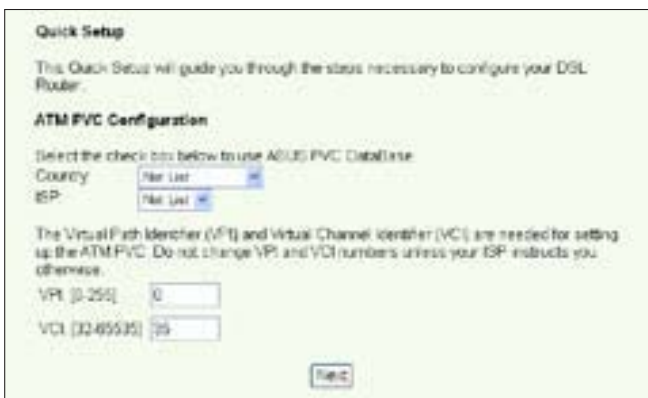 Quick Setup
This Quick Setup will guide you through the steps necessary to configure your DSL
Router.
ATM PVC Configuration
Select the check box below to use ASUS PVC DataBase
Country: Not List
ISP: Not List
The Virtual Path Identifier (VPI) and Virtual Channel Identifier (VCI) are needed for setting
up the ATM PVC. Do not change VPI and VCI numbers unless your ISP instructs you
otherwise.
VPI: [0-255] 0
VCI: [32-65535] 35
Next